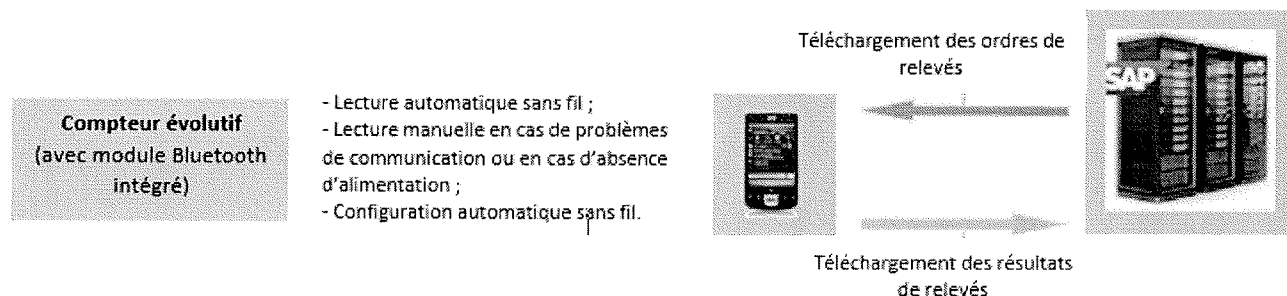 Compteur évolutif
(avec module Bluetooth
intégré)
- Lecture automatique sans fil ;
- Lecture manuelle en cas de problèmes
de communication ou en cas d'absence
d'alimentation ;
- Configuration automatique sans fil.
Téléchargement des ordres de
relevés
SAP
Téléchargement des résultats
de relevés